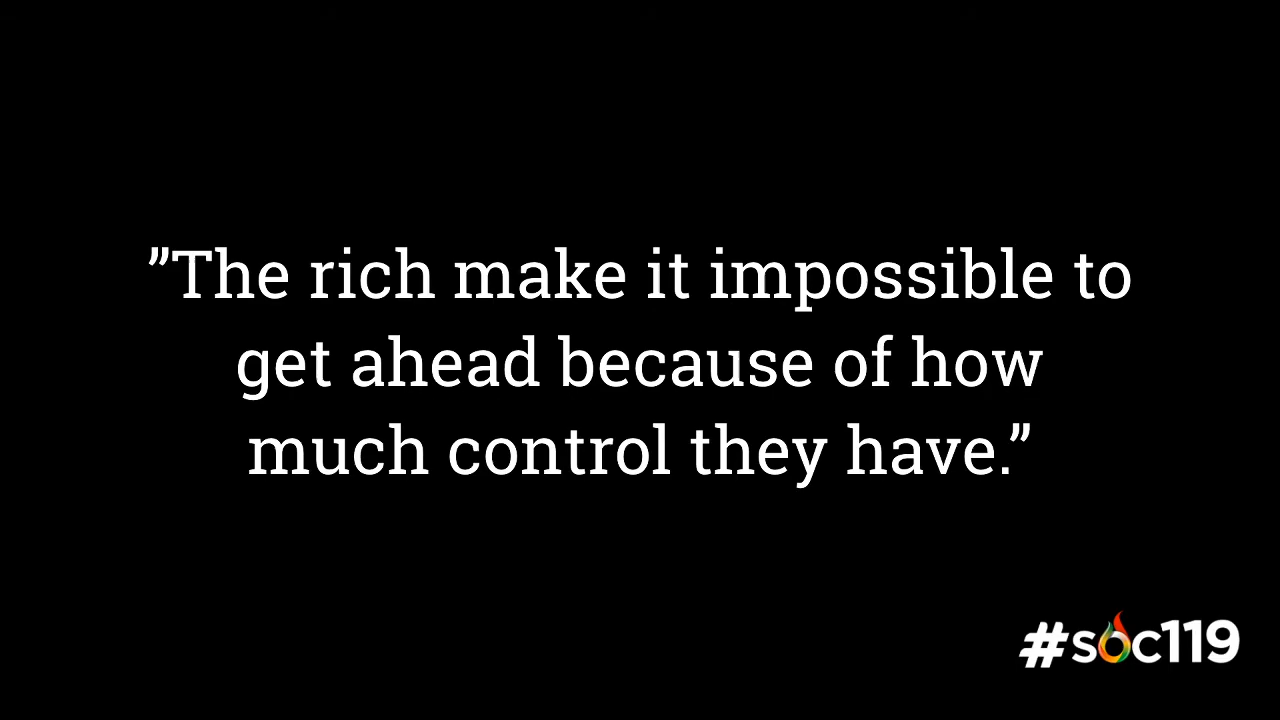 ”The rich make it impossible to
get ahead because of how
much control they have.”
#soc119